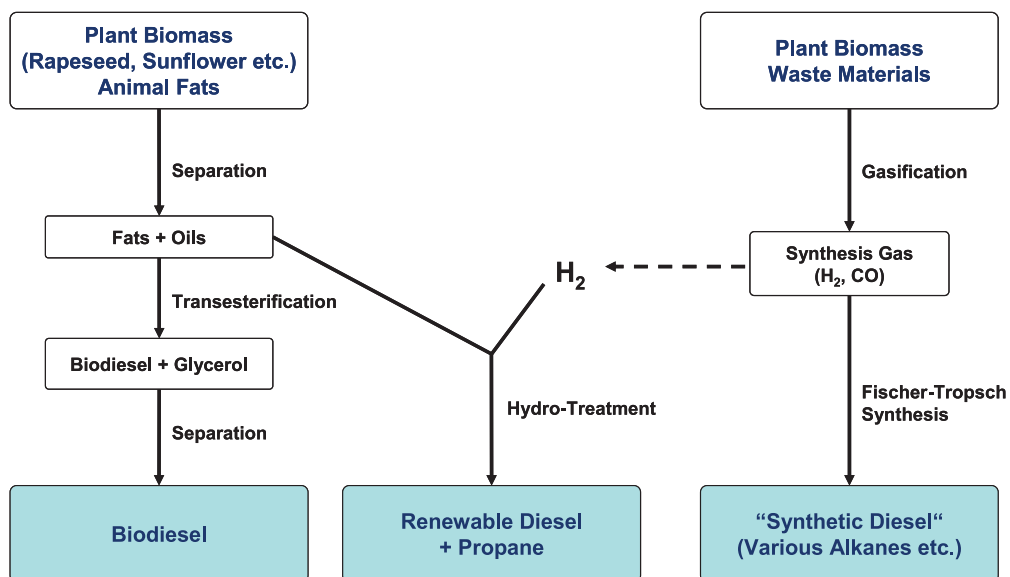 Plant Biomass
(Rapeseed, Sunflower etc.)
Animal Fats
Plant Biomass
Waste Materials
Separation
Gasification
Fats + Oils
Synthesis Gas
(H₂, CO)
H₂
Transesterification
Biodiesel + Glycerol
Hydro-Treatment
Fischer-Tropsch
Synthesis
Separation
Biodiesel
Renewable Diesel
+ Propane
“Synthetic Diesel“
(Various Alkanes etc.)